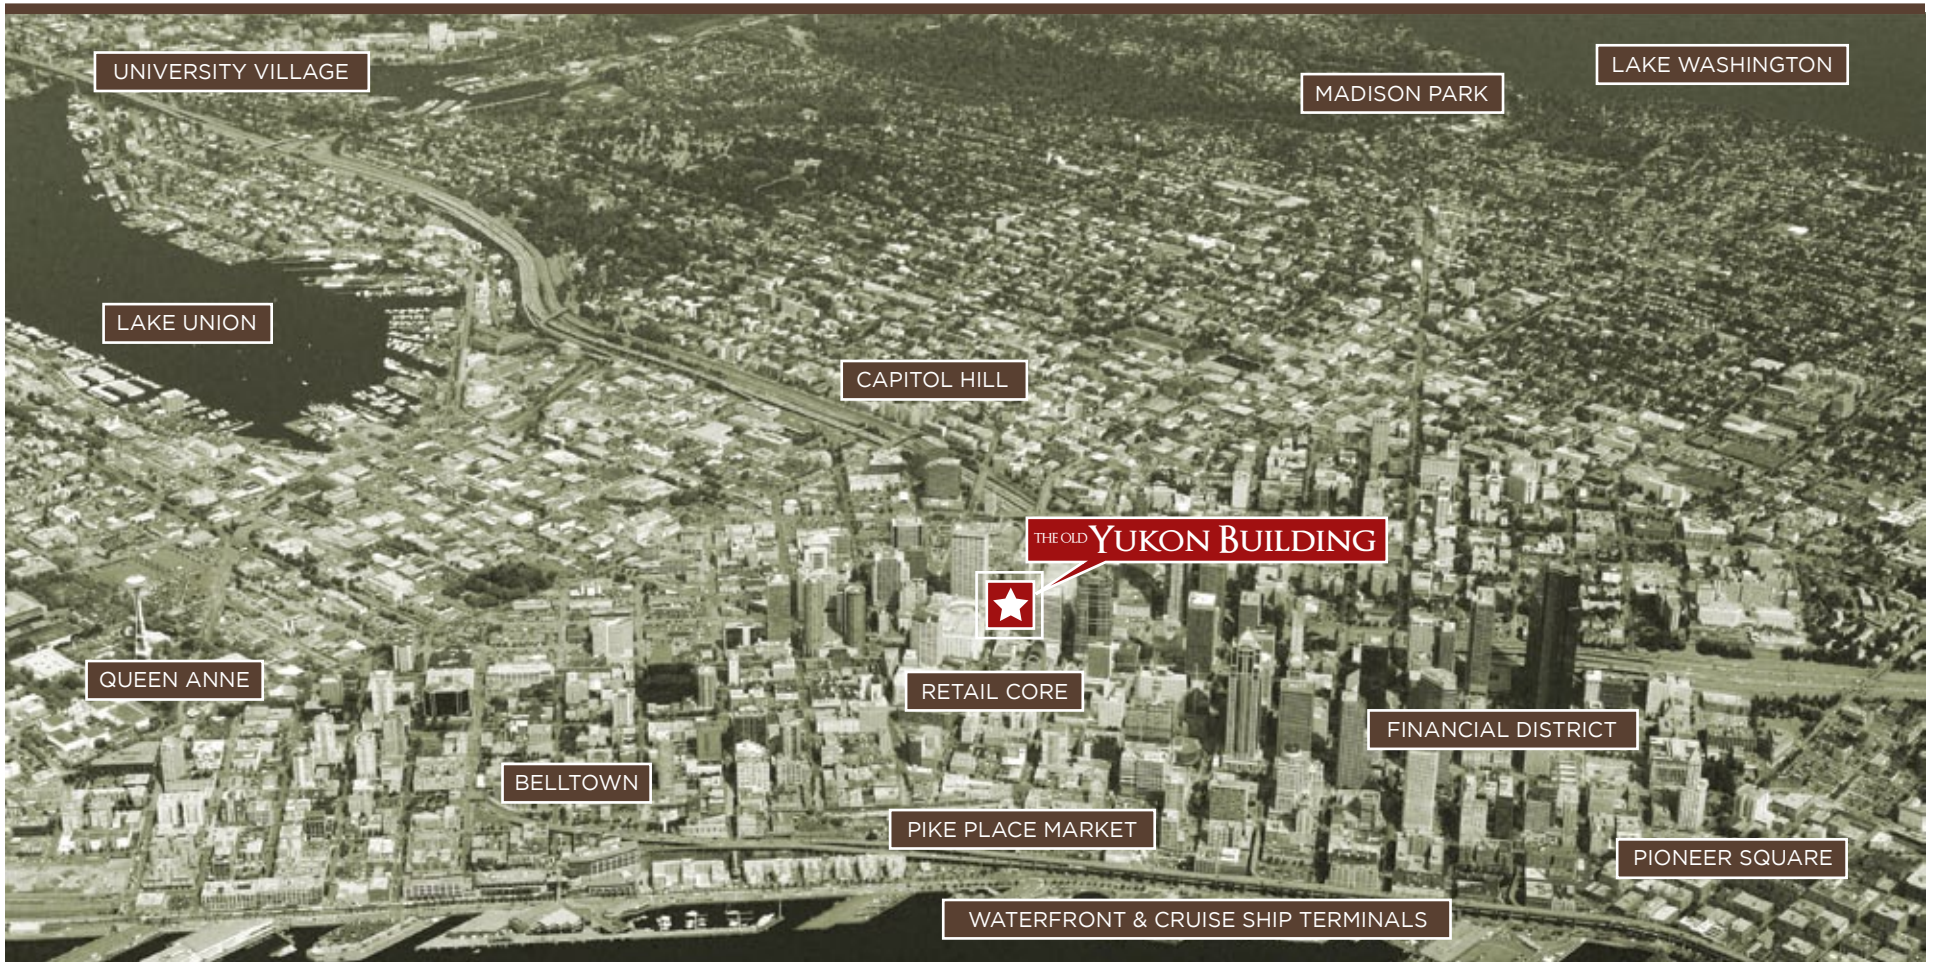 UNIVERSITY VILLAGE
LAKE WASHINGTON
MADISON PARK
LAKE UNION
CAPITOL HILL
THE OLD YUKON BUILDING
QUEEN ANNE
RETAIL CORE
FINANCIAL DISTRICT
BELLTOWN
PIKE PLACE MARKET
PIONEER SQUARE
WATERFRONT & CRUISE SHIP TERMINALS